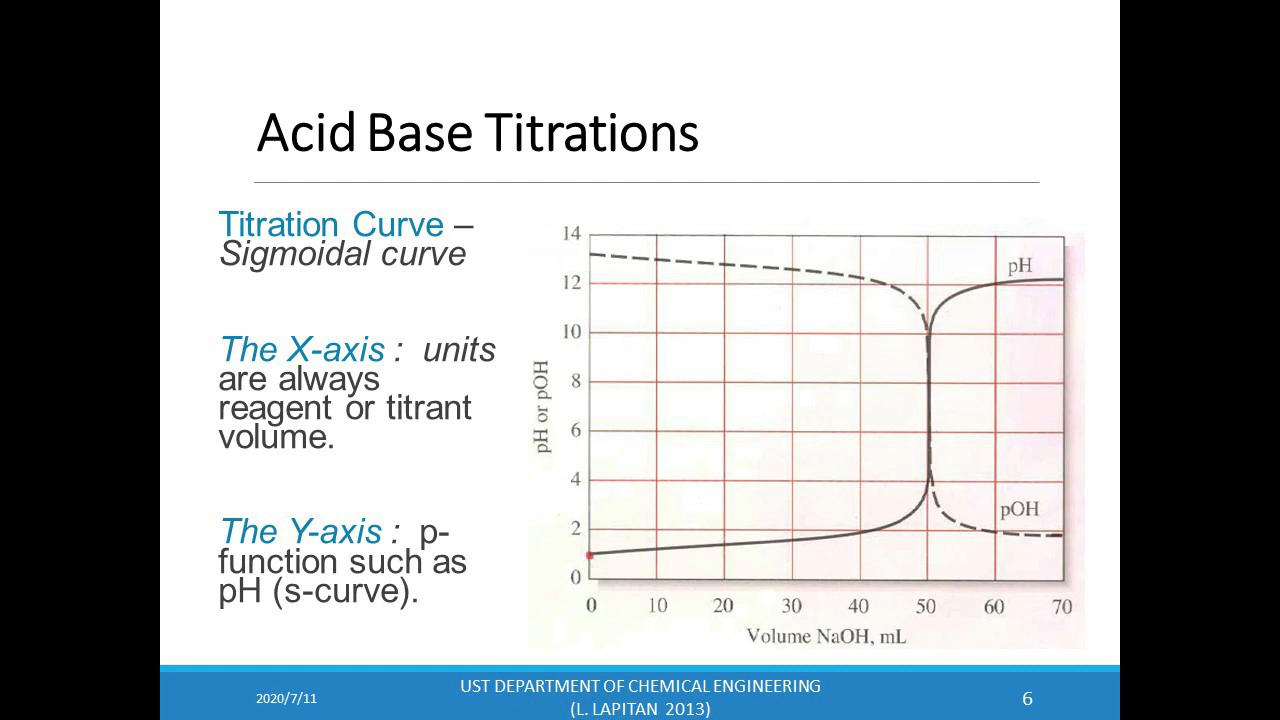 Acid Base Titrations
Titration Curve –
Sigmoidal curve
The X-axis : units
are always
reagent or titrant
volume.
The Y-axis : p-
function such as
pH (s-curve).
14
12
10
8
6
4
2
0
pH or pOH
pH
pOH
0 10 20 30 40 50 60 70
Volume NaOH, mL
2020/7/11
UST DEPARTMENT OF CHEMICAL ENGINEERING
(L. LAPITAN 2013)
6